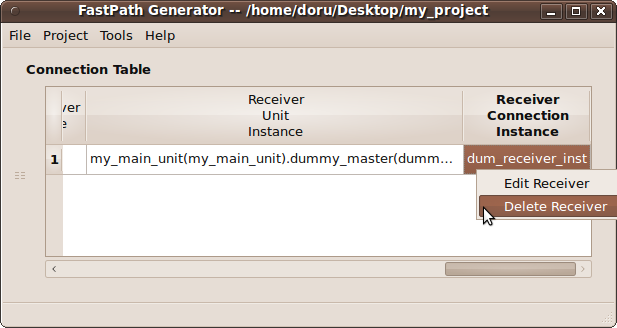 FastPath Generator -- /home/doru/Desktop/my_project
File Project Tools Help
Connection Table
Receiver
Unit
Instance
Receiver
Connection
Instance
1 my_main_unit(my_main_unit).dummy_master(dumm... dum_receiver_inst
Edit Receiver
Delete Receiver